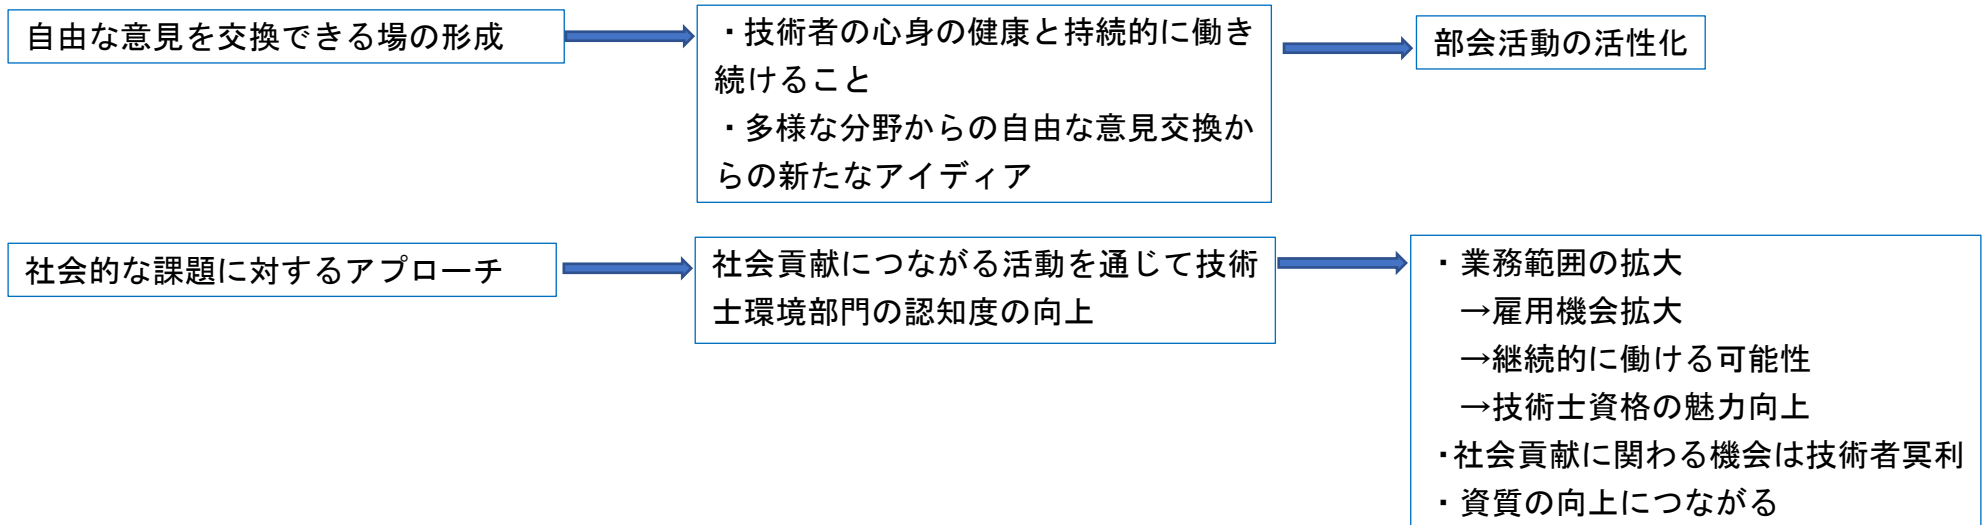 自由な意見を交換できる場の形成
・技術者の心身の健康と持続的に働き
続けること
・多様な分野からの自由な意見交換か
らの新たなアイディア
部会活動の活性化
社会的な課題に対するアプローチ
社会貢献につながる活動を通じて技術
士環境部門の認知度の向上
・業務範囲の拡大
→雇用機会拡大
→継続的に働ける可能性
→技術士資格の魅力向上
・社会貢献に関わる機会は技術者冥利
・資質の向上につながる